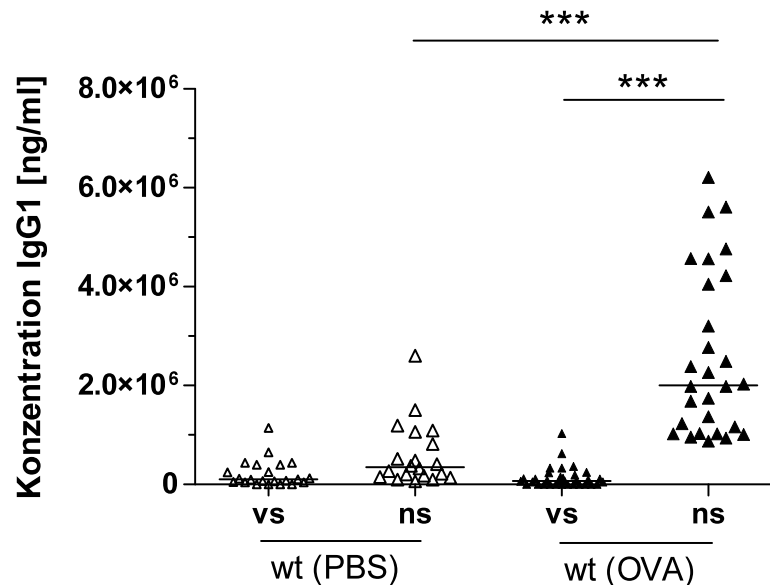 ***
***
Konzentration IgG1 [ng/ml]
8.0×10⁶
6.0×10⁶
4.0×10⁶
2.0×10⁶
0
vs ns vs ns
wt (PBS) wt (OVA)